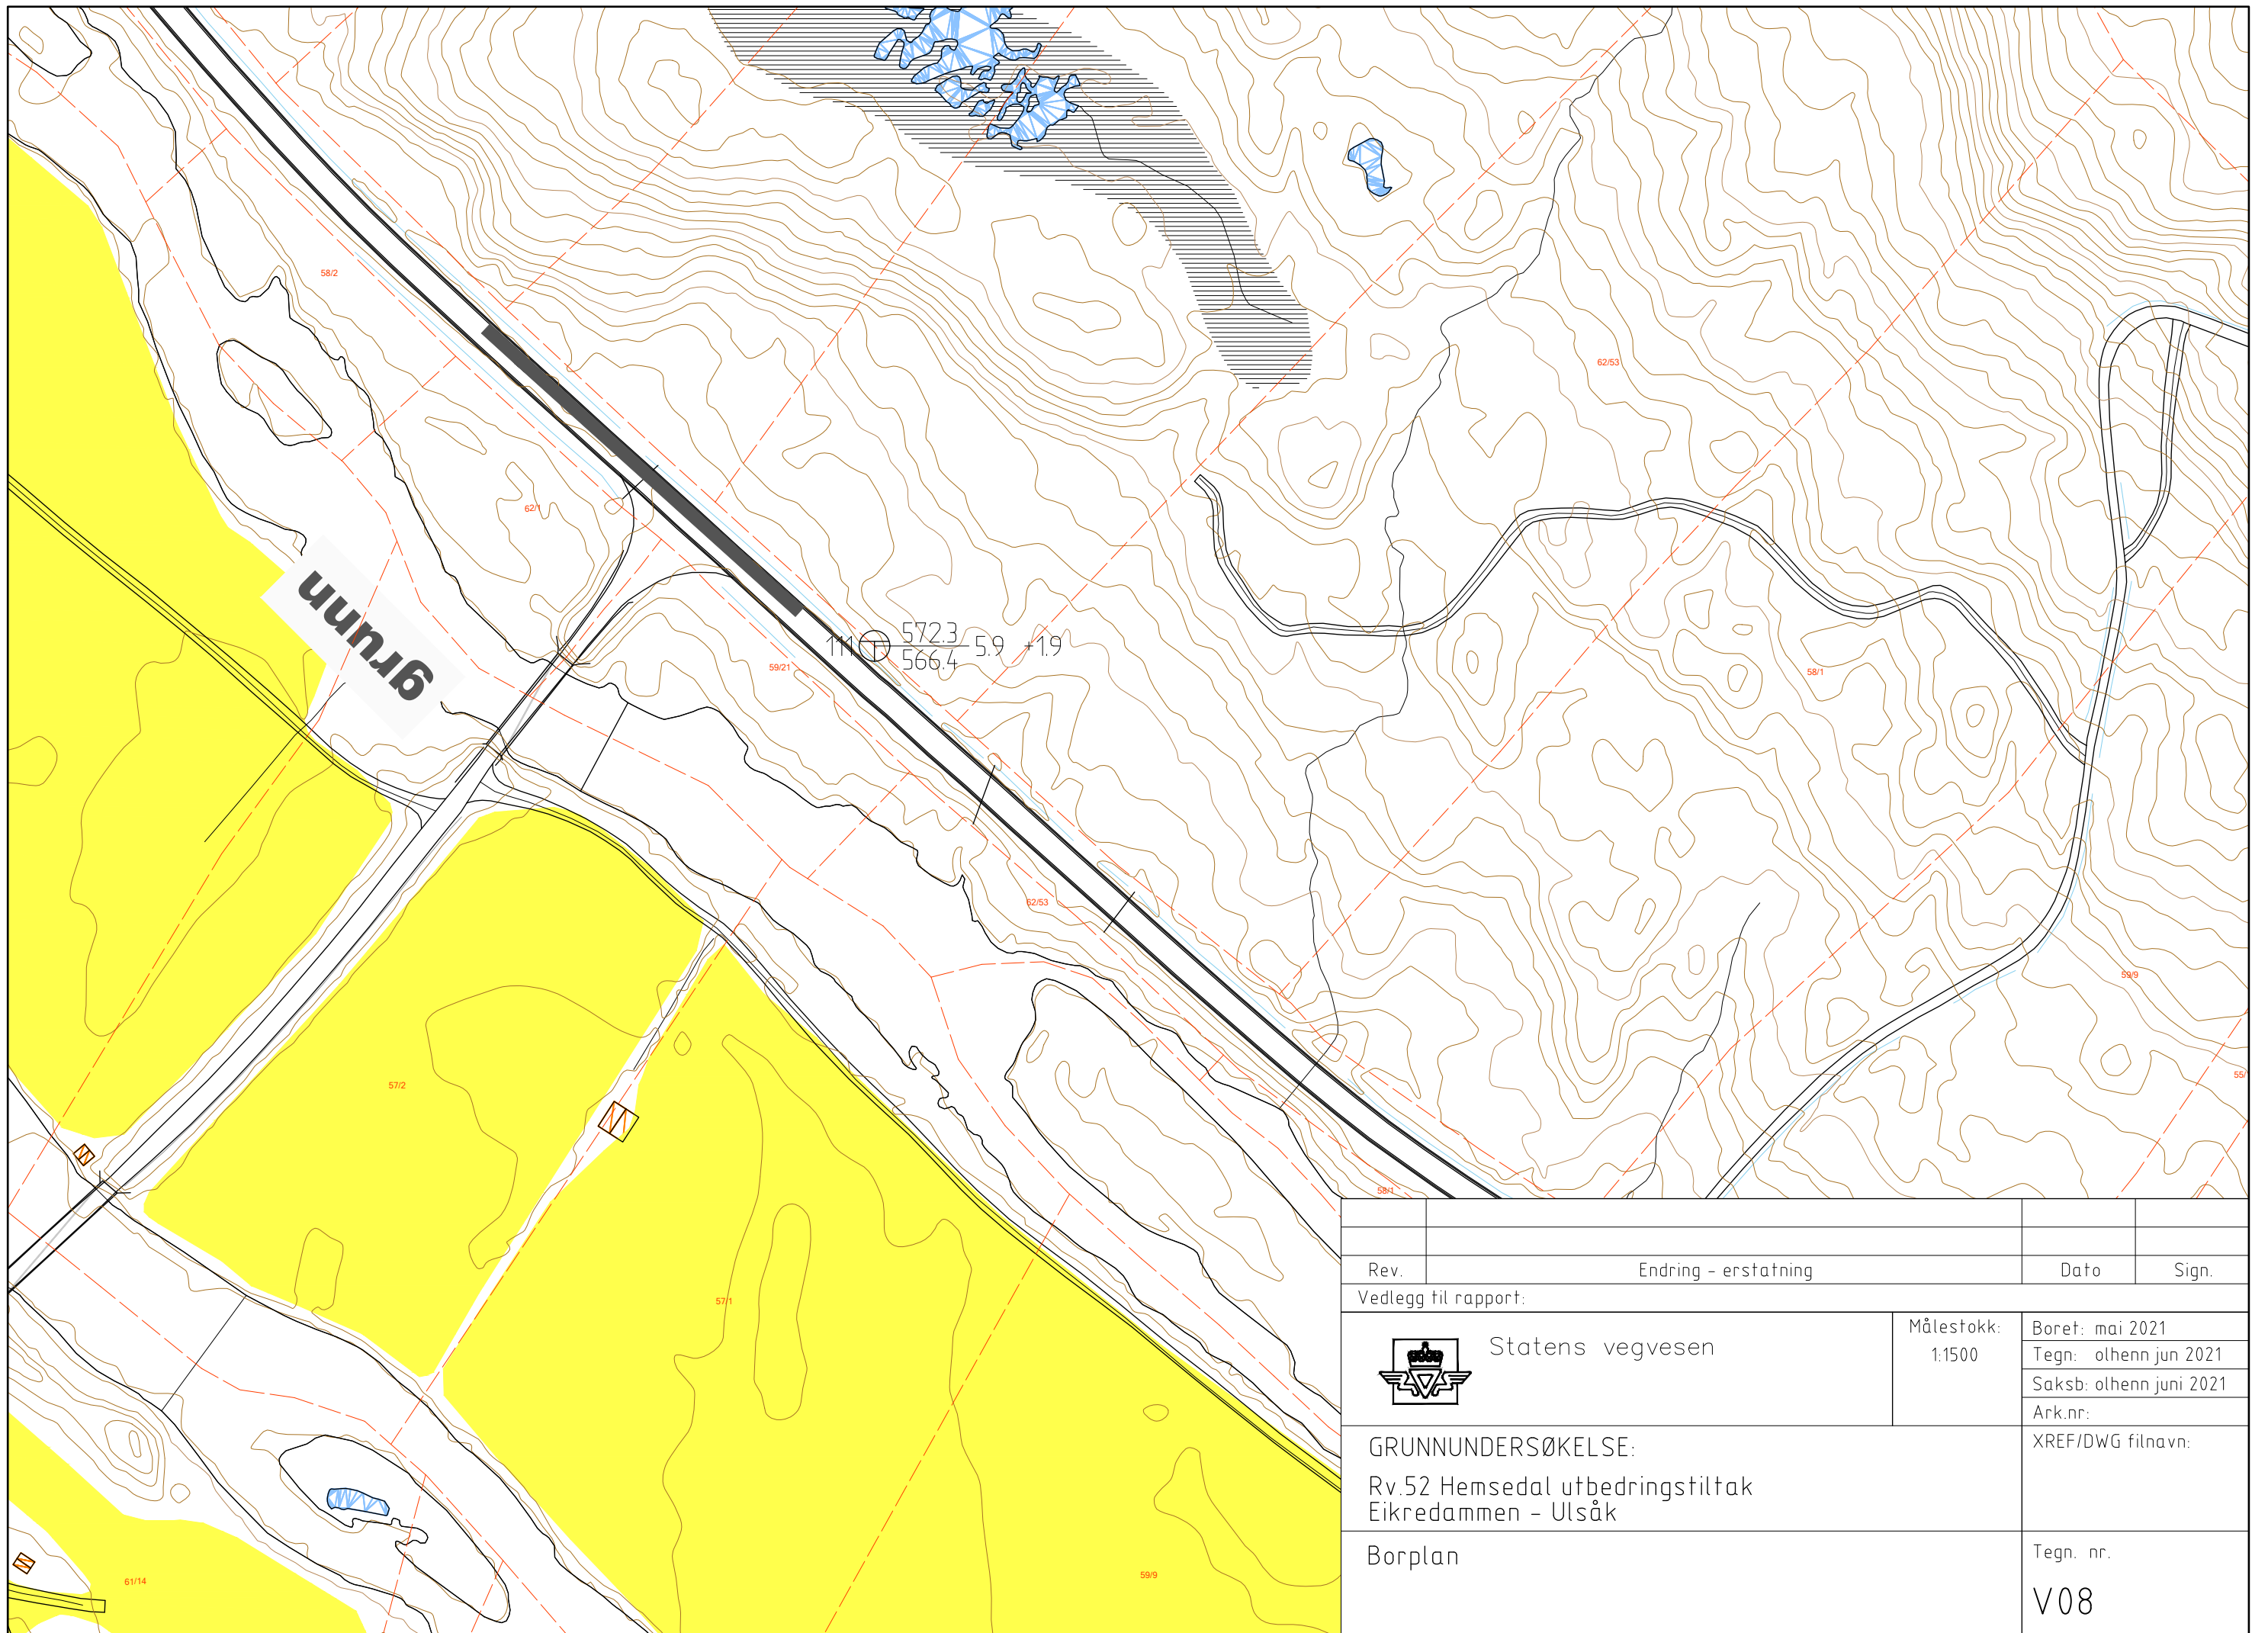 58/2
62/53
62/1
grunn
111 572.3 5.9 +1.9
566.4
59/21
58/1
62/53
59/9
55/
57/2
58/1
57/1
59/9
61/14
Rev. Endring - erstatning Dato Sign.
Vedlegg til rapport:
Statens vegvesen
Målestokk:
1:1500
Boret: mai 2021
Tegn: olhenn jun 2021
Saksb: olhenn juni 2021
Ark.nr:
XREF/DWG filnavn:
GRUNNUNDERSØKELSE:
Rv.52 Hemsedal utbedringstiltak
Eikredammen - Ulsåk
Borplan
Tegn. nr.
V08